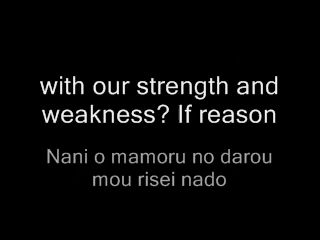 with our strength and
weakness? If reason
Nani o mamoru no darou
mou risei nado